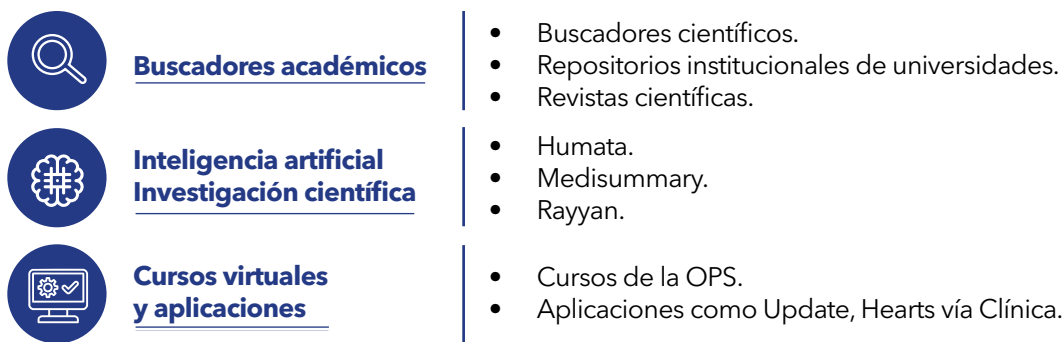 Buscadores académicos
• Buscadores científicos.
• Repositorios institucionales de universidades.
• Revistas científicas.
Inteligencia artificial
Investigación científica
• Humata.
• Medisummary.
• Rayyan.
Cursos virtuales
y aplicaciones
• Cursos de la OPS.
• Aplicaciones como Update, Hearts vía Clínica.